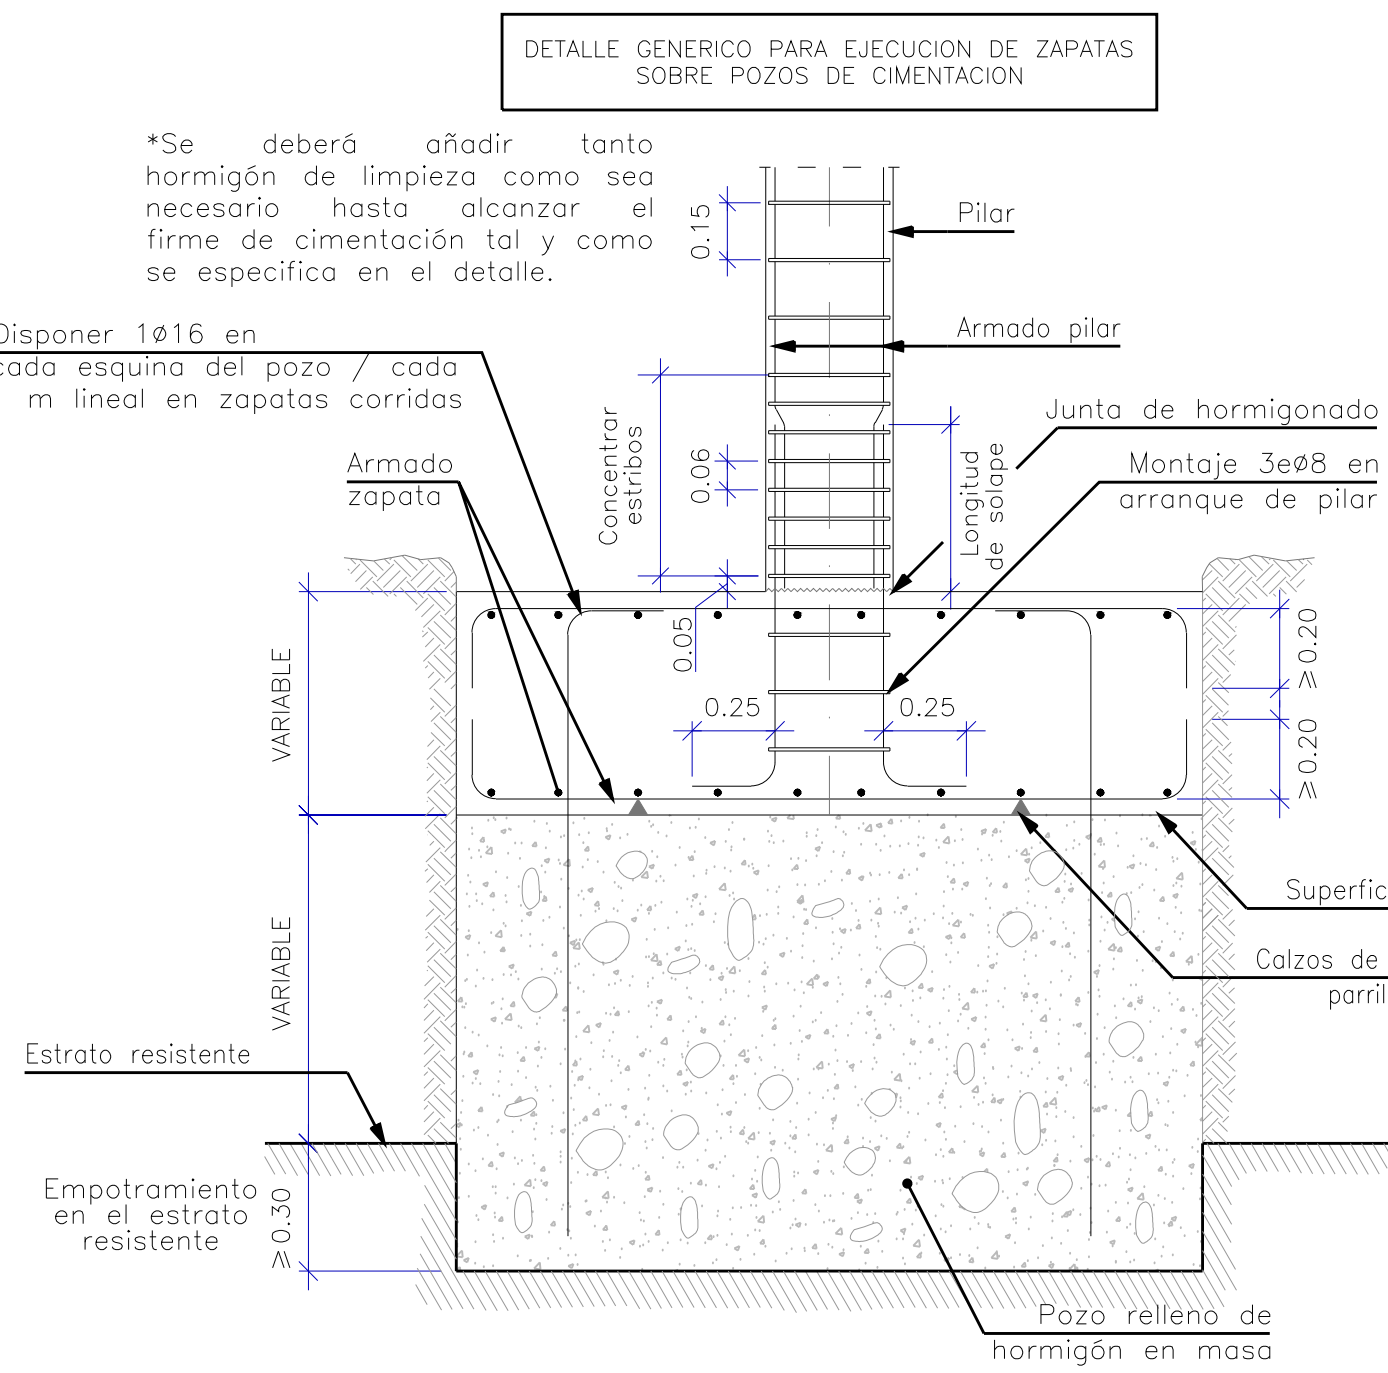 DETALLE GENERICO PARA EJECUCION DE ZAPATAS
SOBRE POZOS DE CIMENTACION
*Se deberá añadir tanto
hormigón de limpieza como sea
necesario hasta alcanzar el
firme de cimentación tal y como
se especifica en el detalle.
0.15
Pilar
Disponer 1ø16 en
cada esquina del pozo / cada
m lineal en zapatas corridas
Armado pilar
Concentrar
estribos
0.06
Longitud
de solape
Junta de hormigonado
Armado
zapata
Montaje 3eø8 en
arranque de pilar
0.05
VARIABLE
0.25
0.25
≥0.20
≥0.20
VARIABLE
Superfic
Calzos de
parril
Estrato resistente
Empotramiento
en el estrato
resistente
≥0.30
Pozo relleno de
hormigón en masa